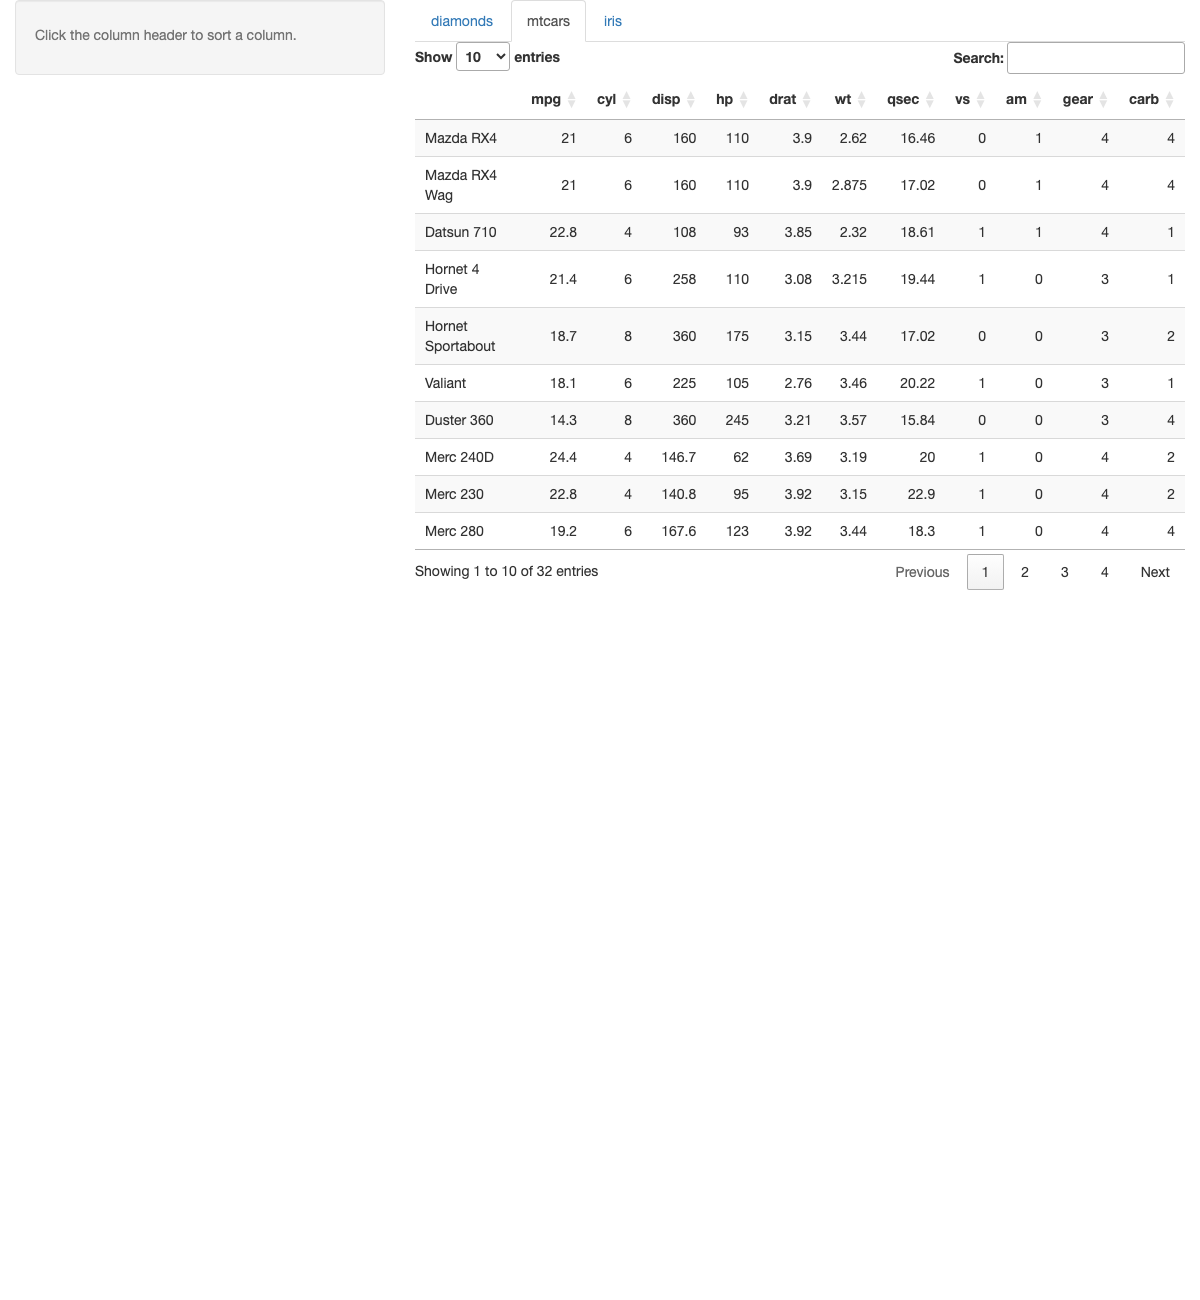 Click the column header to sort a column.
diamonds mtcars iris
Show 10 entries Search:
mpg cyl disp hp drat wt qsec vs am gear carb
Mazda RX4 21 6 160 110 3.9 2.62 16.46 0 1 4 4
Mazda RX4
Wag 21 6 160 110 3.9 2.875 17.02 0 1 4 4
Datsun 710 22.8 4 108 93 3.85 2.32 18.61 1 1 4 1
Hornet 4
Drive 21.4 6 258 110 3.08 3.215 19.44 1 0 3 1
Hornet
Sportabout 18.7 8 360 175 3.15 3.44 17.02 0 0 3 2
Valiant 18.1 6 225 105 2.76 3.46 20.22 1 0 3 1
Duster 360 14.3 8 360 245 3.21 3.57 15.84 0 0 3 4
Merc 240D 24.4 4 146.7 62 3.69 3.19 20 1 0 4 2
Merc 230 22.8 4 140.8 95 3.92 3.15 22.9 1 0 4 2
Merc 280 19.2 6 167.6 123 3.92 3.44 18.3 1 0 4 4
Showing 1 to 10 of 32 entries Previous 1 2 3 4 Next